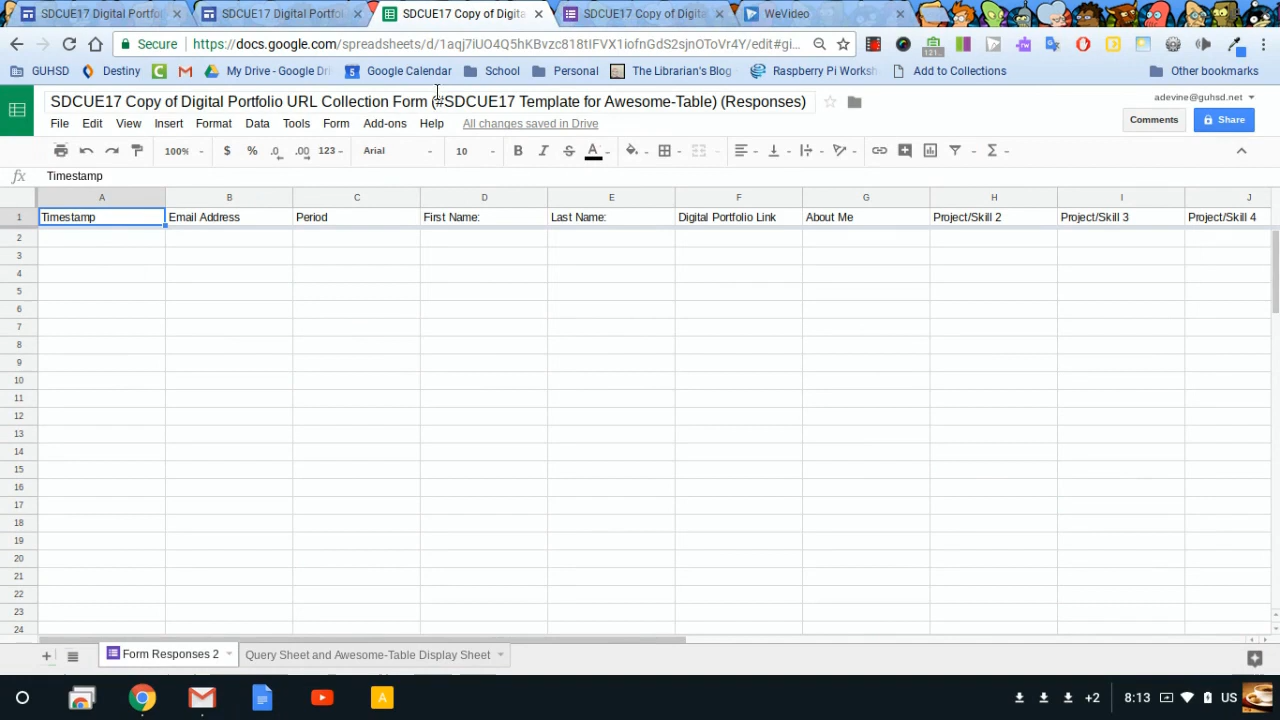 SDCUE17 Digital Portfol
SDCUE17 Digital Portfol
SDCUE17 Copy of Digita
SDCUE17 Copy of Digita
WeVideo
Secure
https://docs.google.com/spreadsheets/d/1aqj7iUO4Q5hKBvzc818tIFVX1iofnGdS2sjnOToVr4Y/edit#gi...
GUHSD
Destiny
My Drive - Google Dri
Google Calendar
School
Personal
The Librarian's Blog
Raspberry Pi Worksh
Add to Collections
Other bookmarks
SDCUE17 Copy of Digital Portfolio URL Collection Form (#SDCUE17 Template for Awesome-Table) (Responses)
adevine@guhsd.net
File Edit View Insert Format Data Tools Form Add-ons Help All changes saved in Drive
Comments
Share
100% $ % .0 .00 123 Arial 10 B I S A
fx Timestamp
A B C D E F G H I J
1 Timestamp Email Address Period First Name: Last Name: Digital Portfolio Link About Me Project/Skill 2 Project/Skill 3 Project/Skill 4
2
3
4
5
6
7
8
9
10
11
12
13
14
15
16
17
18
19
20
21
22
23
24
Form Responses 2
Query Sheet and Awesome-Table Display Sheet
A
+2 8:13 US